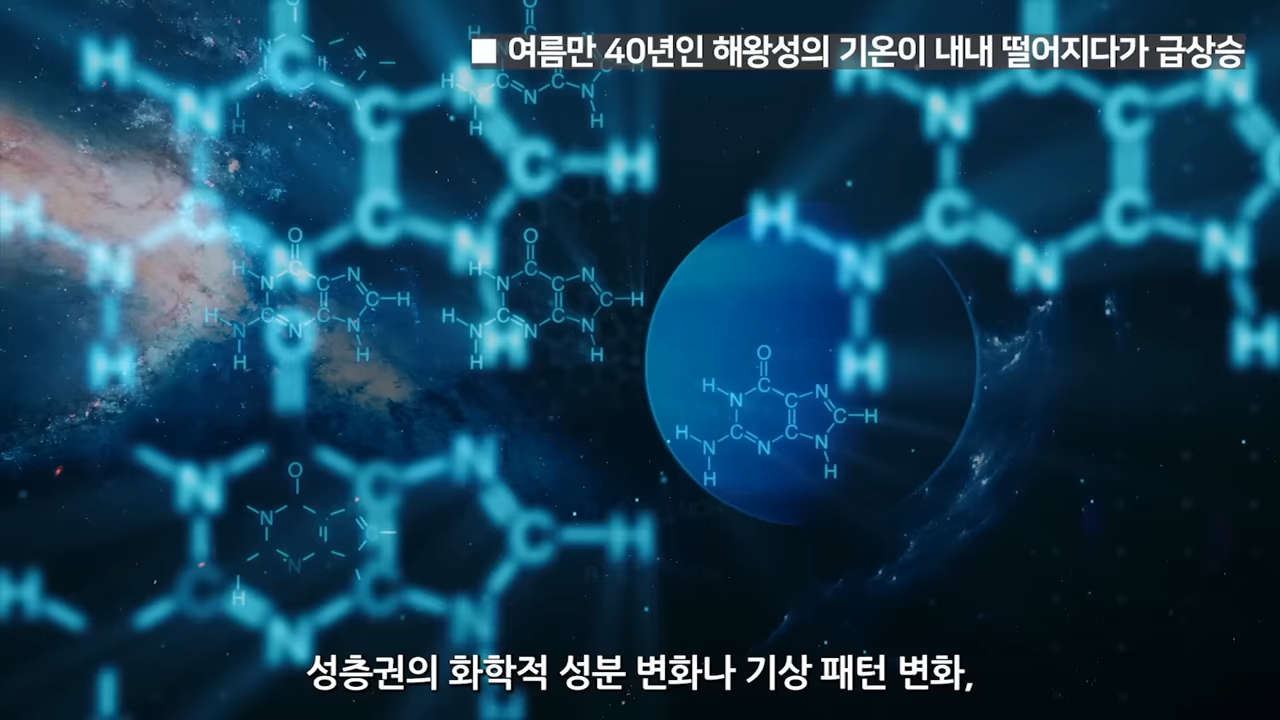 ■ 여름만 40년인 해왕성의 기온이 내내 떨어지다가 급상승
성층권의 화학적 성분 변화나 기상 패턴 변화,